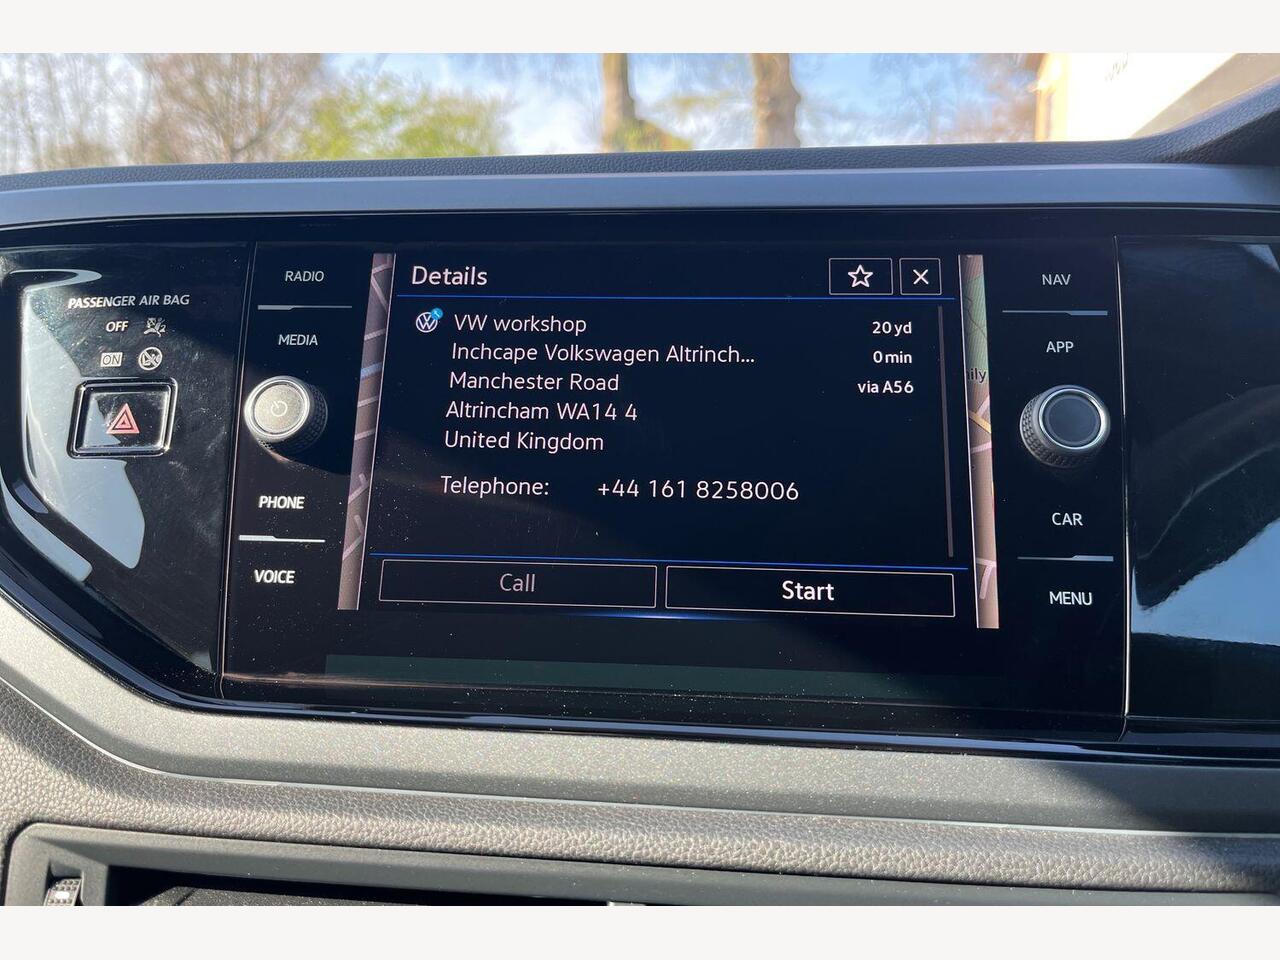 PASSENGER AIR BAG
OFF
ON
RADIO
MEDIA
PHONE
VOICE
Details
VW workshop
20 yd
Inchcape Volkswagen Altrinch...
0 min
Manchester Road
via A56
Altrincham WA14 4
United Kingdom
Telephone: +44 161 8258006
Call
Start
NAV
APP
CAR
MENU